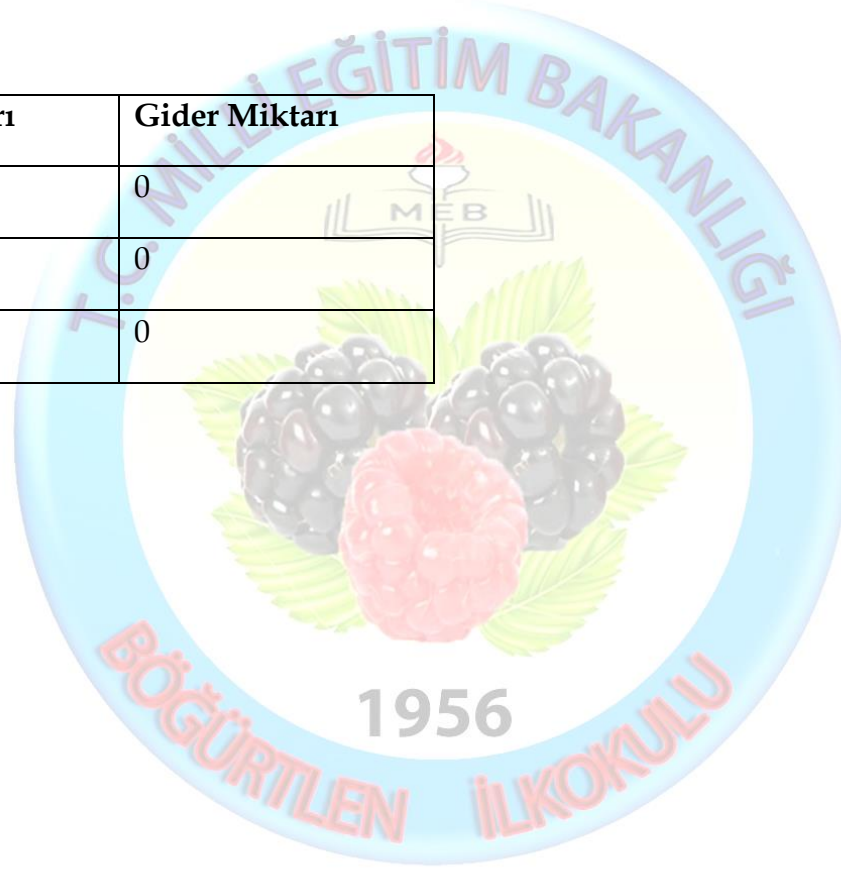 rı Gider Miktarı
0
0
0
T.C. MİLLİ EĞİTİM BAKANLIĞI
MEB
1956
BÖĞÜRTLEN İLKOKULU